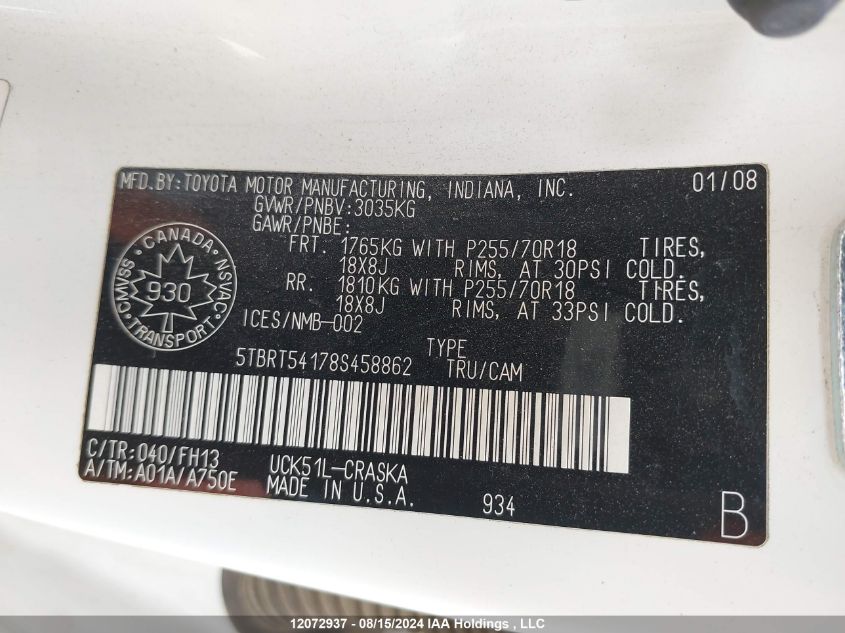 MFD.BY:TOYOTA MOTOR MANUFACTURING, INDIANA, INC. 01/08
GVWR/PNBV:3035KG
GAWR/PNBE:
FRT. 1765KG WITH P255/70R18 TIRES,
18X8J RIMS, AT 30PSI COLD.
RR. 1810KG WITH P255/70R18 TIRES,
18X8J RIMS, AT 33PSI COLD.
CANADA
CMVSS 930 NSVAC
TRANSPORT
ICES/NMB-002
5TBRT54178S458862 TYPE
TRU/CAM
C/TR:040/FH13 UCK51L-CRASKA
A/TM:A01A/A750E MADE IN U.S.A. 934 B
12072937 - 08/15/2024 IAA Holdings, LLC